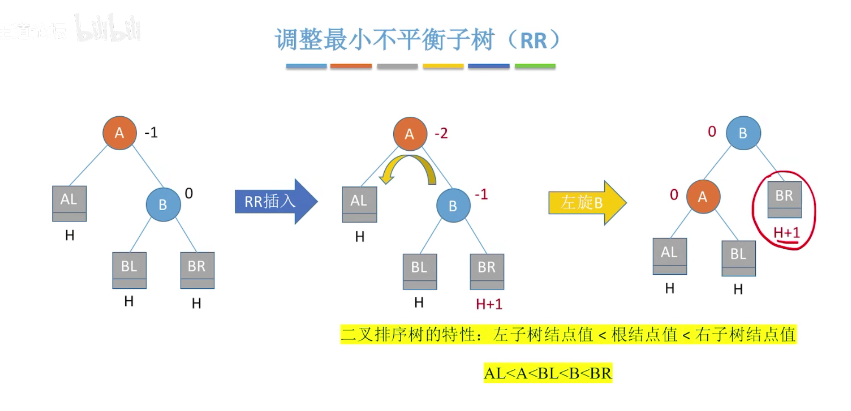 bilibili
调整最小不平衡子树（RR）
A -1
A -2
0 B
AL
B 0
RR插入
AL
B -1
左旋B
0 A
BR
H
H
H+1
BL
BR
BL
BR
AL
BL
H
H
H
H+1
H
H
二叉排序树的特性：左子树结点值 < 根结点值 < 右子树结点值
AL<A<BL<B<BR